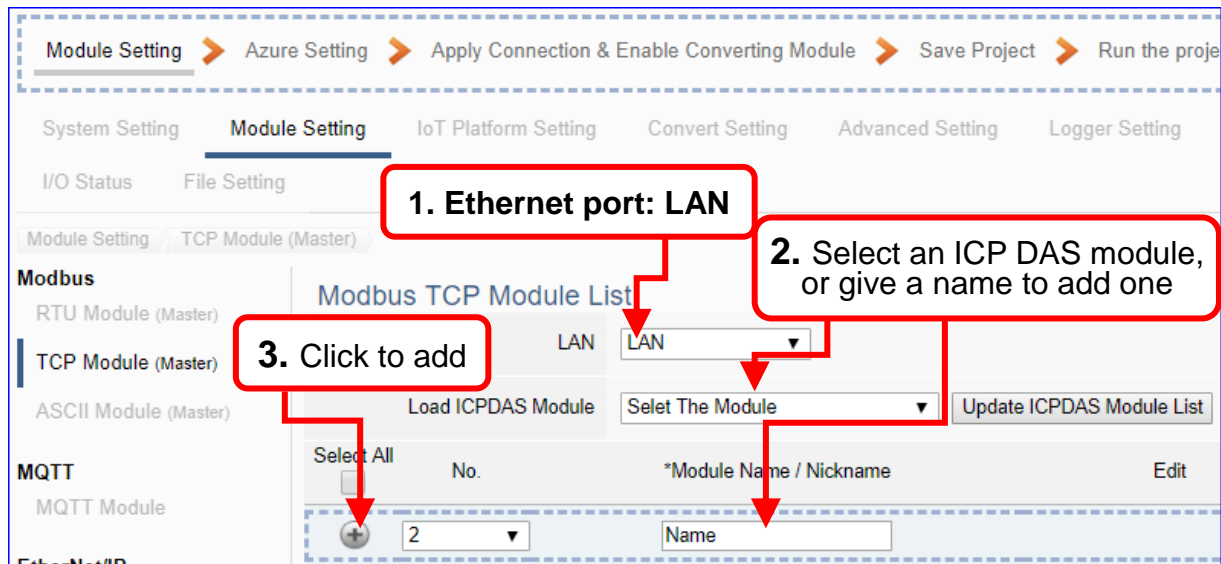 Module Setting Azure Setting Apply Connection & Enable Converting Module Save Project Run the proje
System Setting Module Setting IoT Platform Setting Convert Setting Advanced Setting Logger Setting
I/O Status File Setting
1. Ethernet port: LAN
Module Setting TCP Module (Master)
2. Select an ICP DAS module,
or give a name to add one
Modbus
RTU Module (Master)
TCP Module (Master)
ASCII Module (Master)
MQTT
MQTT Module
EtherNet/IP
Modbus TCP Module List
3. Click to add
LAN LAN
Load ICPDAS Module Selet The Module Update ICPDAS Module List
Select All No. *Module Name / Nickname Edit
2 Name